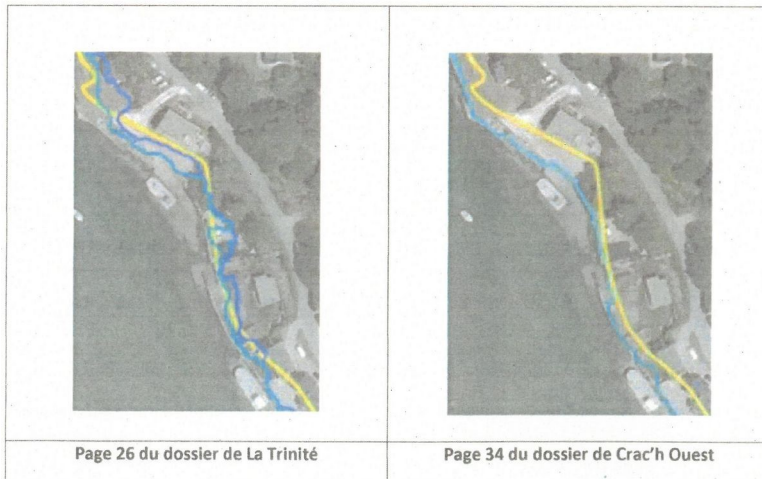 Page 26 du dossier de La Trinité
Page 34 du dossier de Crac'h Ouest